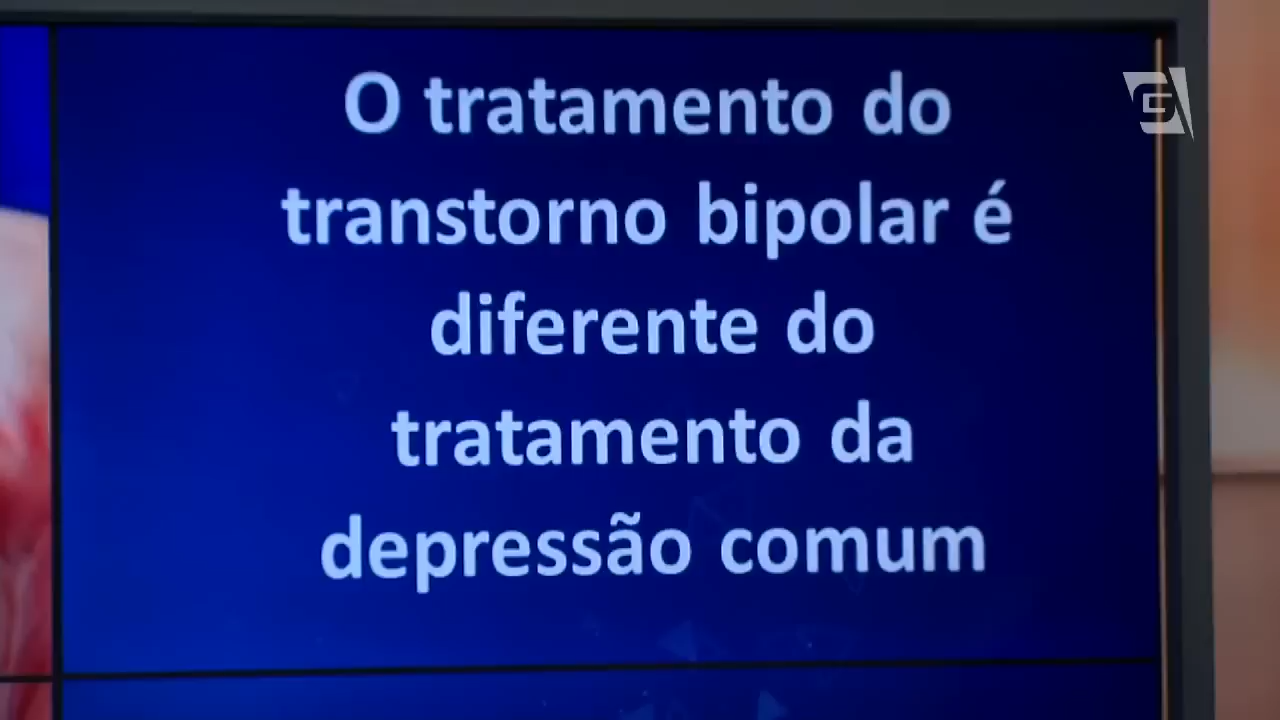 O tratamento do
transtorno bipolar é
diferente do
tratamento da
depressão comum